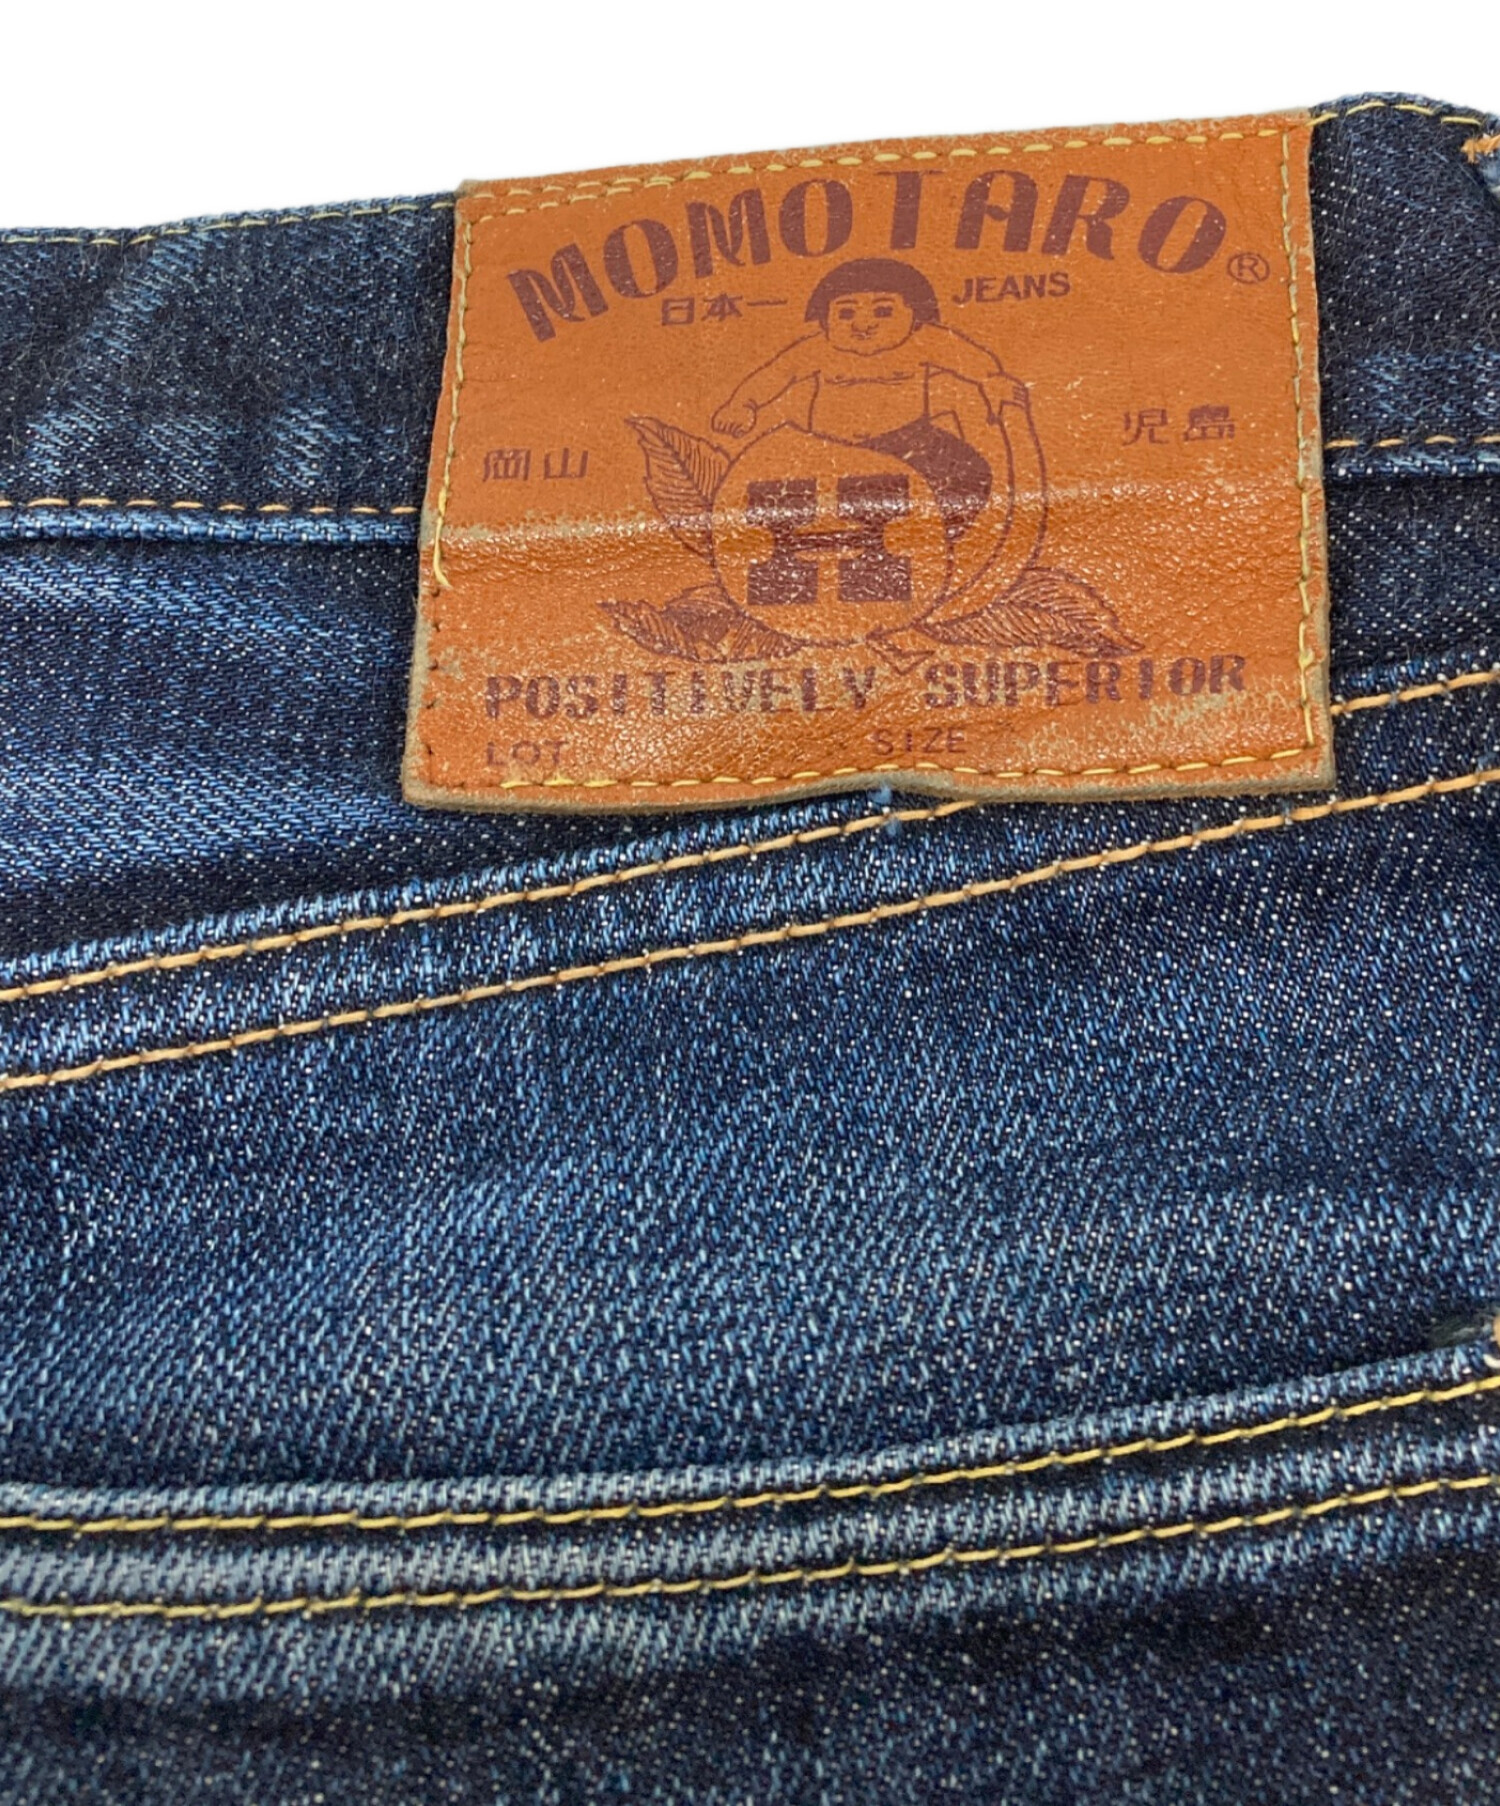 MOMOTARO®
日本一 JEANS
岡山 児島
H
POSITIVELY SUPERIOR
LOT SIZE